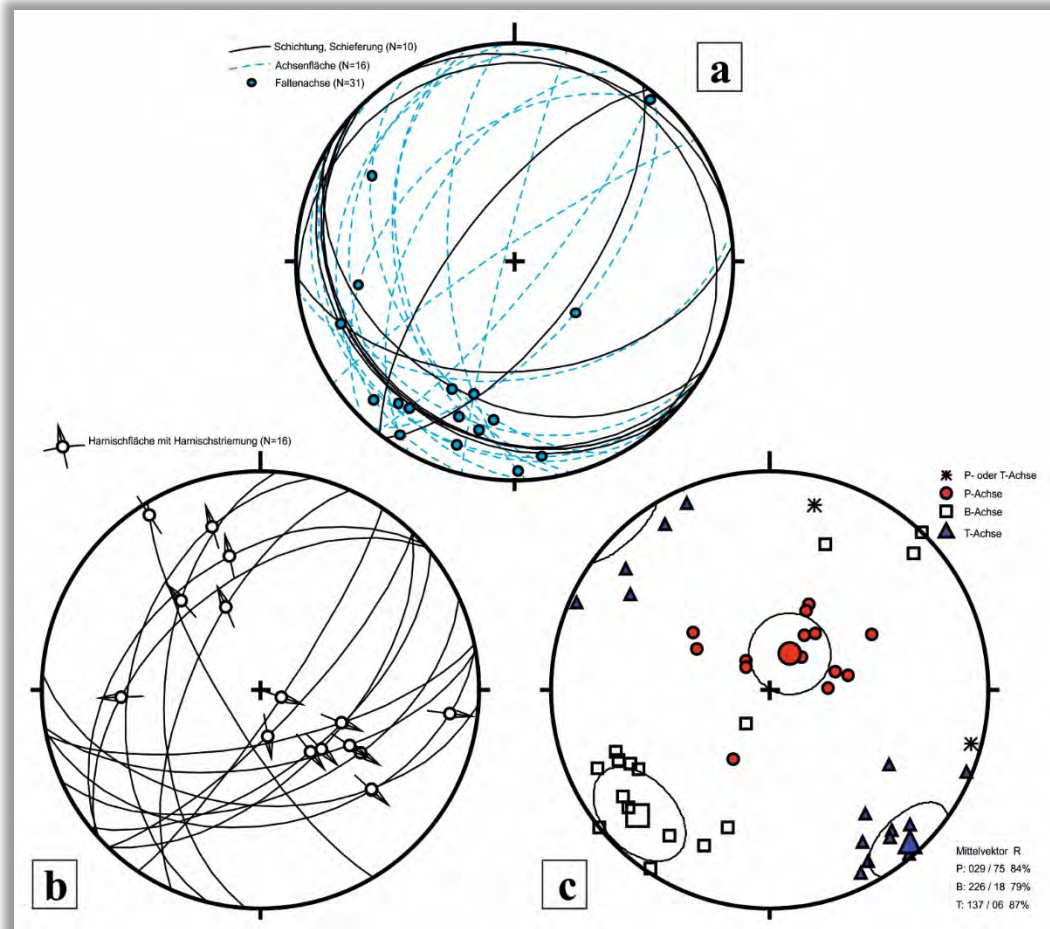 Schichtung, Schieferung (N=10)
Achsenfläche (N=16)
Faltenachse (N=31)
a
Harnischfläche mit Harnischstriemung (N=16)
b
P- oder T-Achse
P-Achse
B-Achse
T-Achse
c
Mittelvektor R
P: 029 / 75 84%
B: 226 / 18 79%
T: 137 / 06 87%